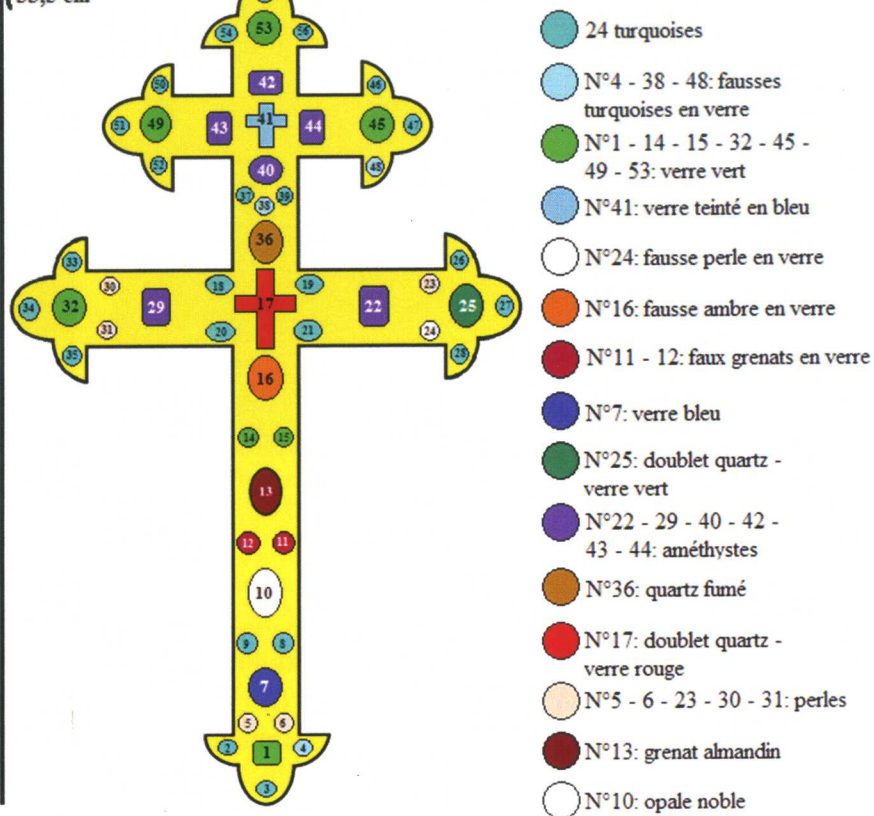 53
54
56
42
50
46
49
51
43
41
44
45
47
52
48
40
37
39
38
36
33
26
30
18
19
23
34
32
29
17
22
25
27
31
20
21
24
35
28
16
14
15
13
12
11
10
9
8
7
5
6
2
1
4
3
24 turquoises
N°4 - 38 - 48: fausses
turquoises en verre
N°1 - 14 - 15 - 32 - 45 -
49 - 53: verre vert
N°41: verre teinté en bleu
N°24: fausse perle en verre
N°16: fausse ambre en verre
N°11 - 12: faux grenats en verre
N°7: verre bleu
N°25: doublet quartz -
verre vert
N°22 - 29 - 40 - 42 -
43 - 44: améthystes
N°36: quartz fumé
N°17: doublet quartz -
verre rouge
N°5 - 6 - 23 - 30 - 31: perles
N°13: grenat almandin
N°10: opale noble